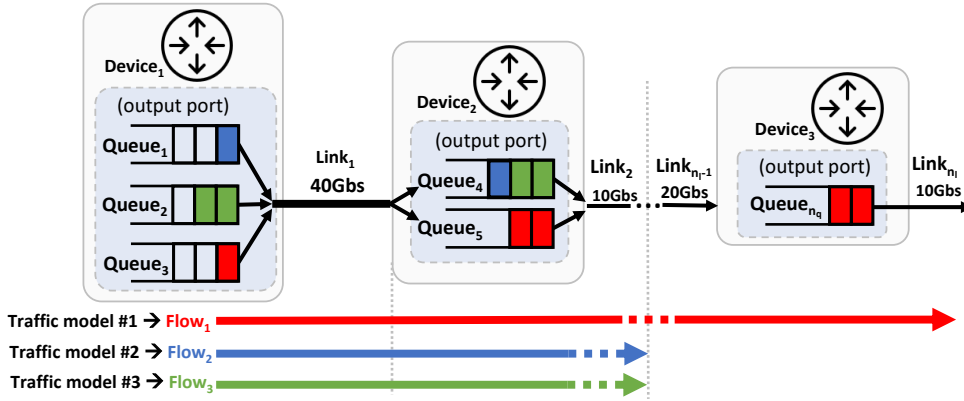 Device₁
(output port)
Queue₁
Queue₂
Queue₃
Link₁
40Gbs
Device₂
(output port)
Queue₄
Queue₅
Link₂
10Gbs
Linkₙₗ₋₁
20Gbs
Device₃
(output port)
Queueₙq
Linkₙₗ
10Gbs
Traffic model #1 → Flow₁
Traffic model #2 → Flow₂
Traffic model #3 → Flow₃